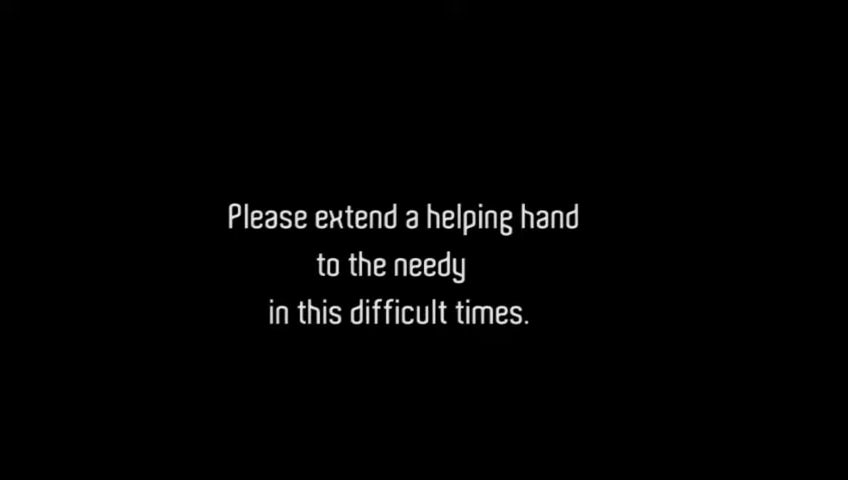 Please extend a helping hand
to the needy
in this difficult times.